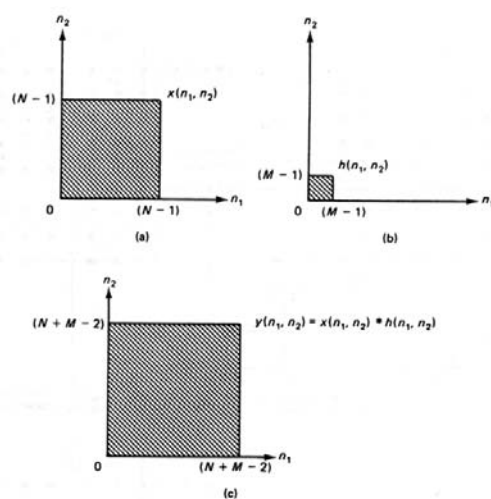 n₂
(N − 1)
x(n₁, n₂)
0
(N − 1)
n₁
(a)
n₂
(M − 1)
h(n₁, n₂)
0
(M − 1)
(b)
n₂
(N + M − 2)
y(n₁, n₂) = x(n₁, n₂) * h(n₁, n₂)
0
(N + M − 2)
n₁
(c)